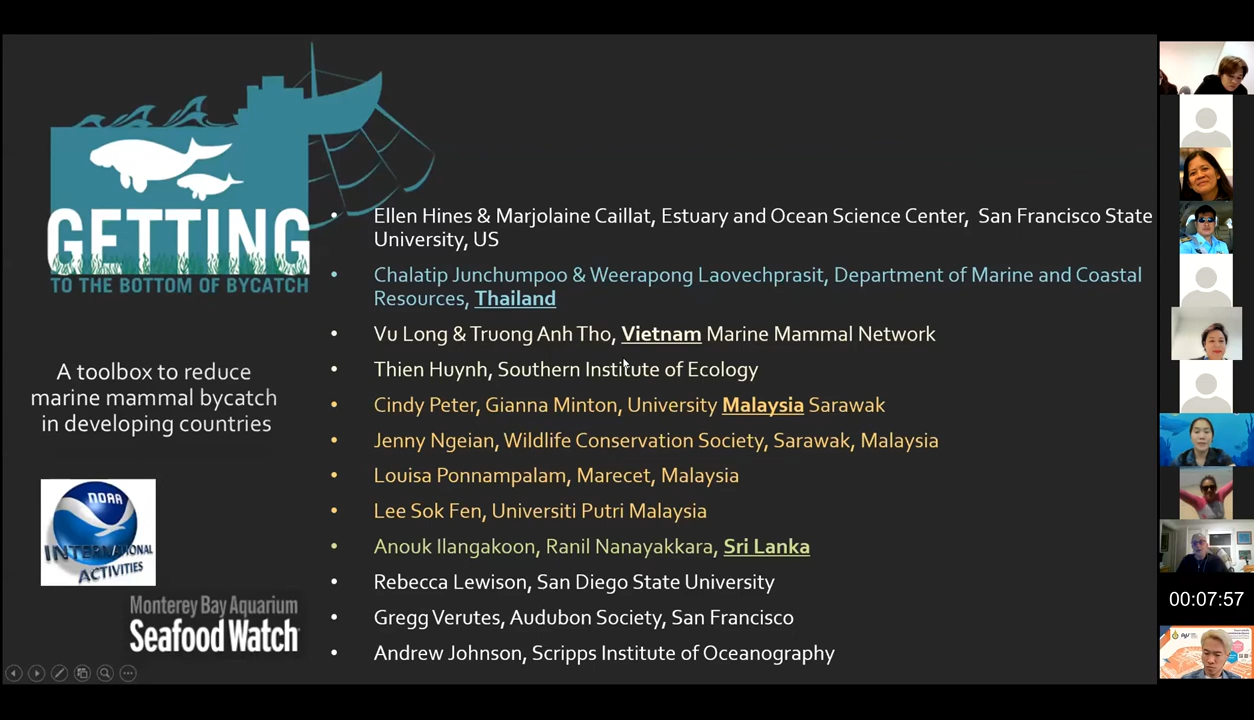 GETTING
TO THE BOTTOM OF BYCATCH
A toolbox to reduce
marine mammal bycatch
in developing countries
NOAA
INTERNATIONAL
ACTIVITIES
Monterey Bay Aquarium
Seafood Watch
• Ellen Hines & Marjolaine Caillat, Estuary and Ocean Science Center, San Francisco State
University, US
• Chalatip Junchumpoo & Weerapong Laovechprasit, Department of Marine and Coastal
Resources, Thailand
• Vu Long & Truong Anh Tho, Vietnam Marine Mammal Network
• Thien Huynh, Southern Institute of Ecology
• Cindy Peter, Gianna Minton, University Malaysia Sarawak
• Jenny Ngeian, Wildlife Conservation Society, Sarawak, Malaysia
• Louisa Ponnampalam, Marecet, Malaysia
• Lee Sok Fen, Universiti Putri Malaysia
• Anouk Ilangakoon, Ranil Nanayakkara, Sri Lanka
• Rebecca Lewison, San Diego State University
• Gregg Verutes, Audubon Society, San Francisco
• Andrew Johnson, Scripps Institute of Oceanography
00:07:57